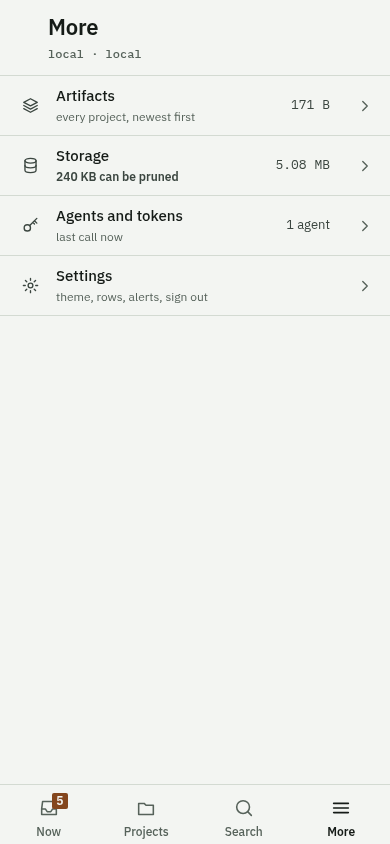 More
local · local
Artifacts
every project, newest first
171 B
Storage
240 KB can be pruned
5.08 MB
Agents and tokens
last call now
1 agent
Settings
theme, rows, alerts, sign out
5
Now
Projects
Search
More